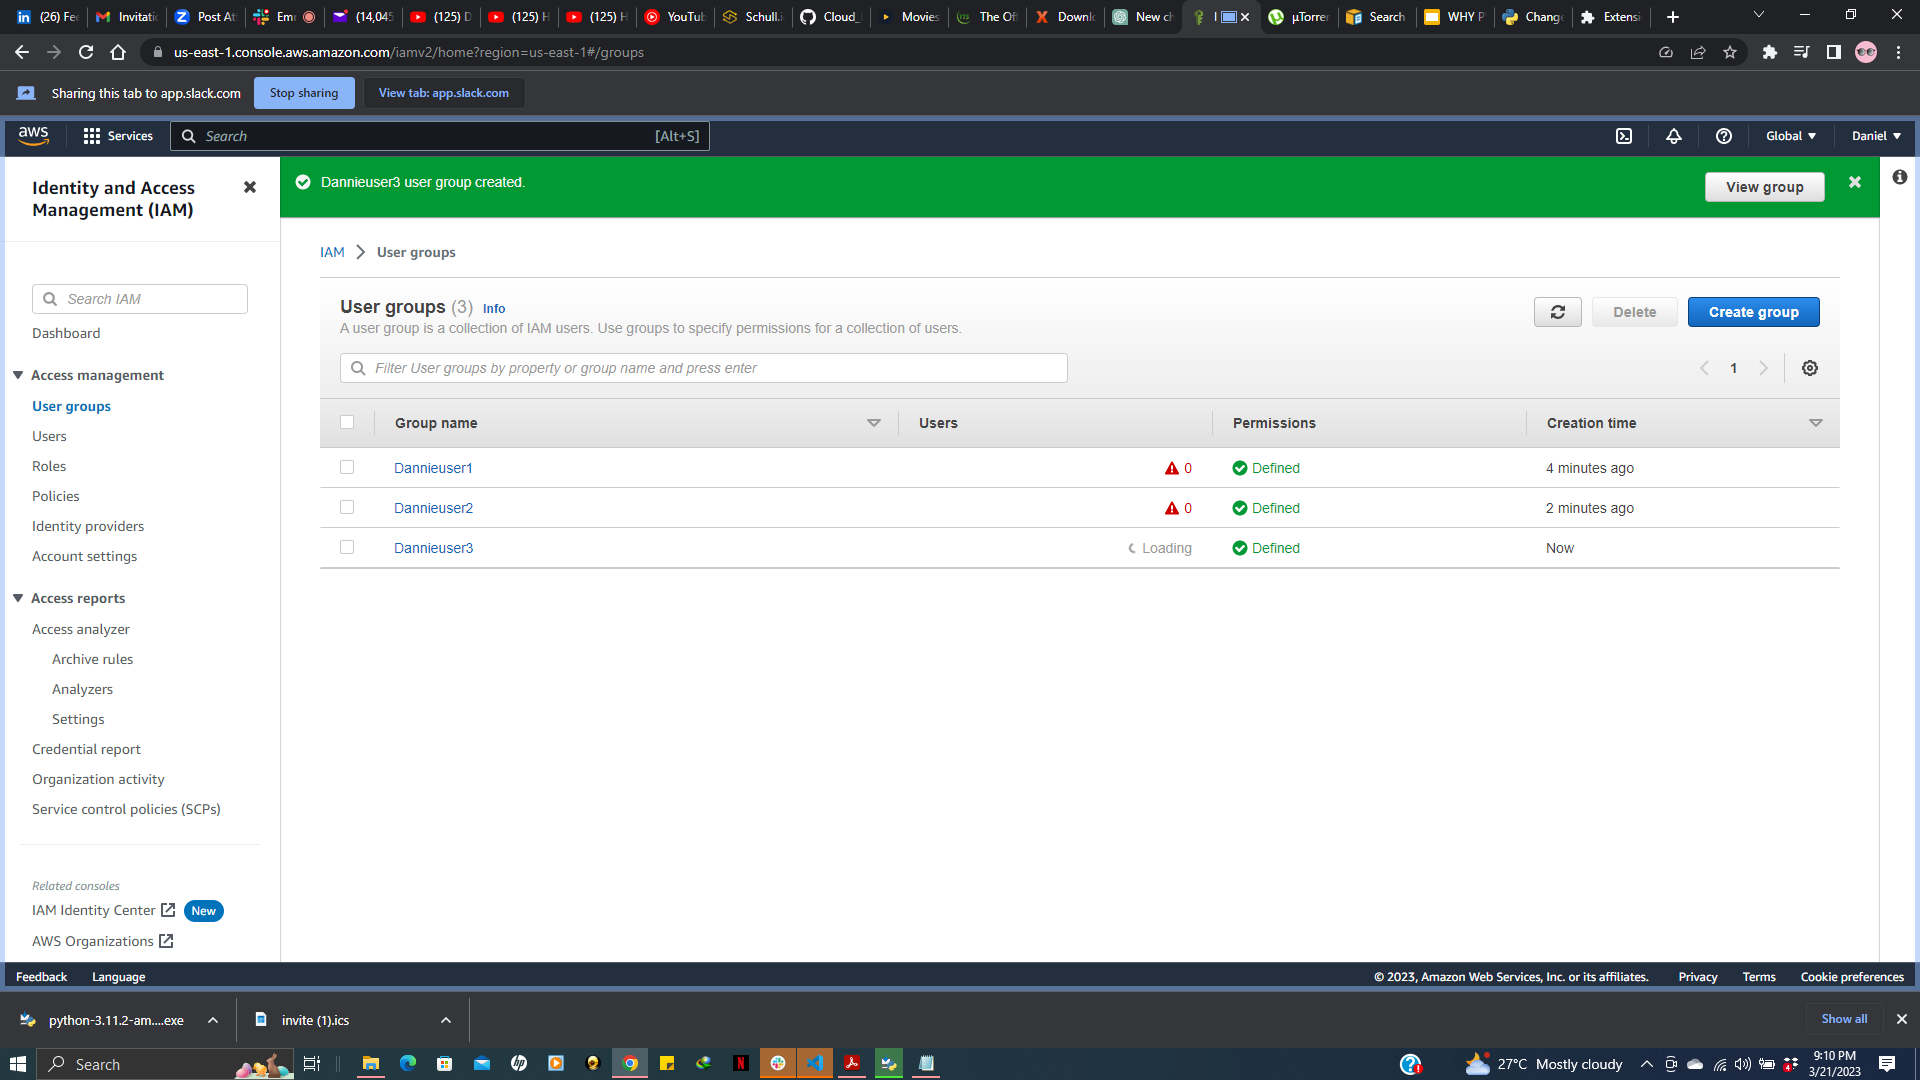 (26) Fee
Invitatio
Post At
Em
(14,045
(125) D
(125) H
(125) H
YouTub
Schull.i
Cloud_
Movies
The Off
Downlo
New ch
I
µTorren
Search
WHY P
Change
Extensi
us-east-1.console.aws.amazon.com/iamv2/home?region=us-east-1#/groups
Sharing this tab to app.slack.com
Stop sharing
View tab: app.slack.com
aws
Services
Search
[Alt+S]
Global
Daniel
Identity and Access
Management (IAM)
Dannieuser3 user group created.
View group
Search IAM
Dashboard
Access management
User groups
Users
Roles
Policies
Identity providers
Account settings
Access reports
Access analyzer
Archive rules
Analyzers
Settings
Credential report
Organization activity
Service control policies (SCPs)
Related consoles
IAM Identity Center
New
AWS Organizations
IAM
User groups
User groups (3) Info
A user group is a collection of IAM users. Use groups to specify permissions for a collection of users.
Delete
Create group
Filter User groups by property or group name and press enter
1
Group name
Users
Permissions
Creation time
Dannieuser1
0
Defined
4 minutes ago
Dannieuser2
0
Defined
2 minutes ago
Dannieuser3
Loading
Defined
Now
Feedback
Language
© 2023, Amazon Web Services, Inc. or its affiliates.
Privacy
Terms
Cookie preferences
python-3.11.2-am....exe
invite (1).ics
Show all
Search
27°C Mostly cloudy
9:10 PM
3/21/2023